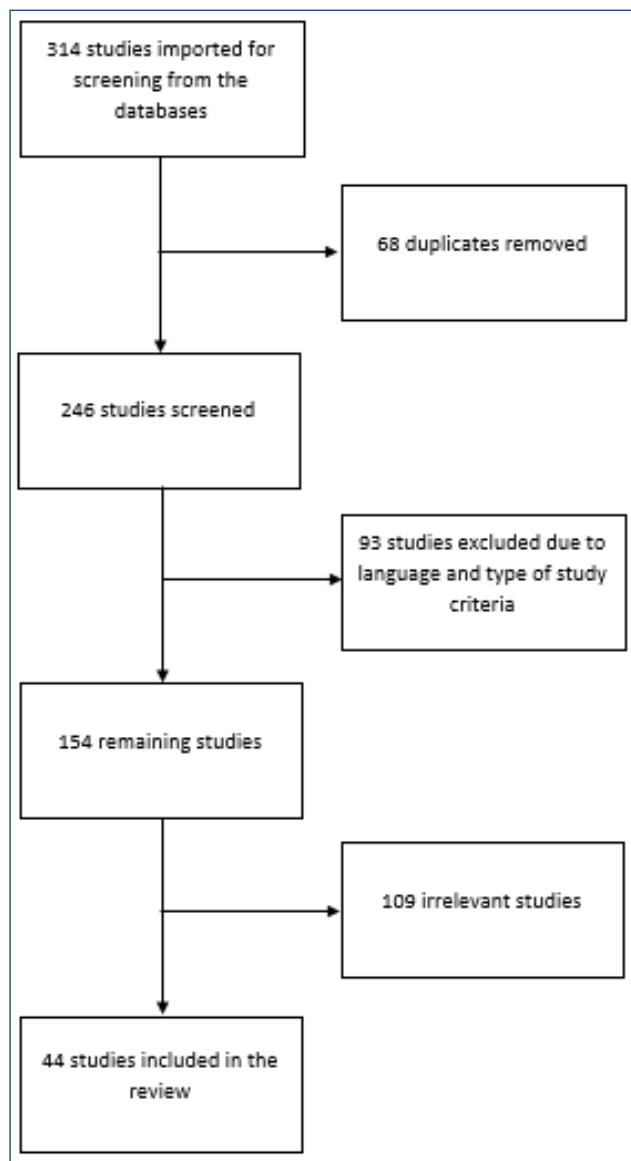 314 studies imported for
screening from the
databases
68 duplicates removed
246 studies screened
93 studies excluded due to
language and type of study
criteria
154 remaining studies
109 irrelevant studies
44 studies included in the
review